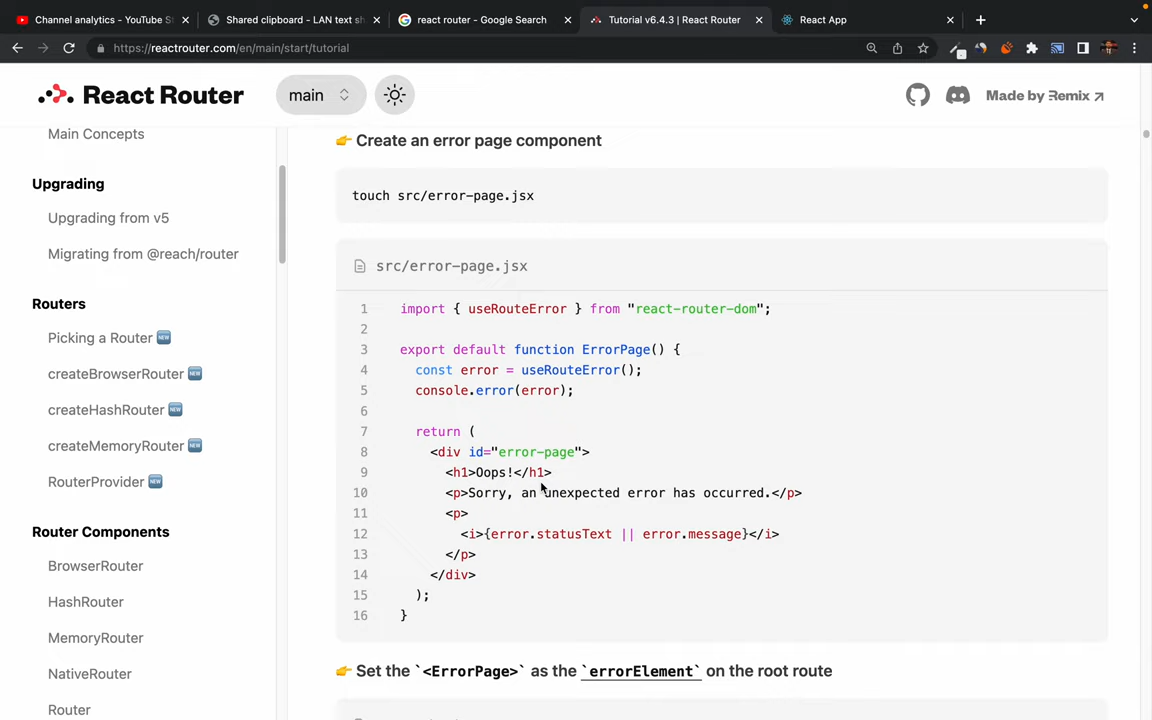 Channel analytics - YouTube St
Shared clipboard - LAN text sh
react router - Google Search
Tutorial v6.4.3 | React Router
React App
https://reactrouter.com/en/main/start/tutorial
React Router
main
Made by Remix ↗
Main Concepts
Upgrading
Upgrading from v5
Migrating from @reach/router
Routers
Picking a Router NEW
createBrowserRouter NEW
createHashRouter NEW
createMemoryRouter NEW
RouterProvider NEW
Router Components
BrowserRouter
HashRouter
MemoryRouter
NativeRouter
Router
👉 Create an error page component
touch src/error-page.jsx
src/error-page.jsx
1 import { useRouteError } from "react-router-dom";
2
3 export default function ErrorPage() {
4 const error = useRouteError();
5 console.error(error);
6
7 return (
8 <div id="error-page">
9 <h1>Oops!</h1>
10 <p>Sorry, an unexpected error has occurred.</p>
11 <p>
12 <i>{error.statusText || error.message}</i>
13 </p>
14 </div>
15 );
16 }
👉 Set the `<ErrorPage>` as the `errorElement` on the root route